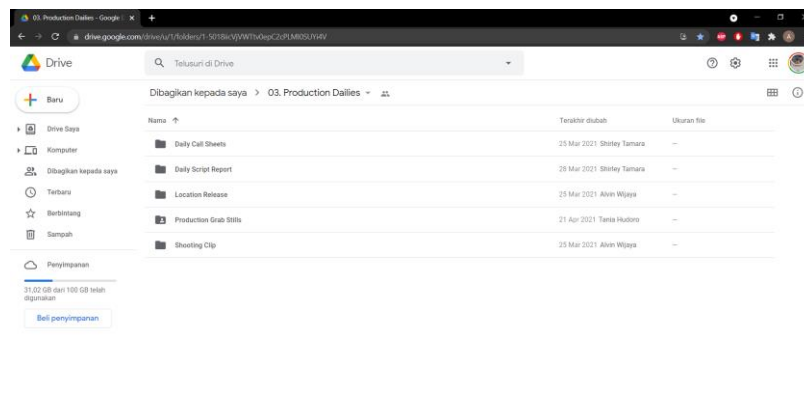 03. Production Dailies - Google
drive.google.com/drive/u/1/folders/
Drive
Telusuri di Drive
Baru
Dibagikan kepada saya > 03. Production Dailies
Nama
Terakhir diubah
Ukuran file
Drive Saya
Komputer
Dibagikan kepada saya
Terbaru
Berbintang
Sampah
Penyimpanan
31,02 GB dari 100 GB telah
digunakan
Beli penyimpanan
Daily Call Sheets
25 Mar 2021 Shirley Tamara
—
Daily Script Report
28 Mar 2021 Shirley Tamara
—
Location Release
25 Mar 2021 Alvin Wijaya
—
Production Grab Stills
21 Apr 2021 Tania Hudoro
—
Shooting Clip
25 Mar 2021 Alvin Wijaya
—